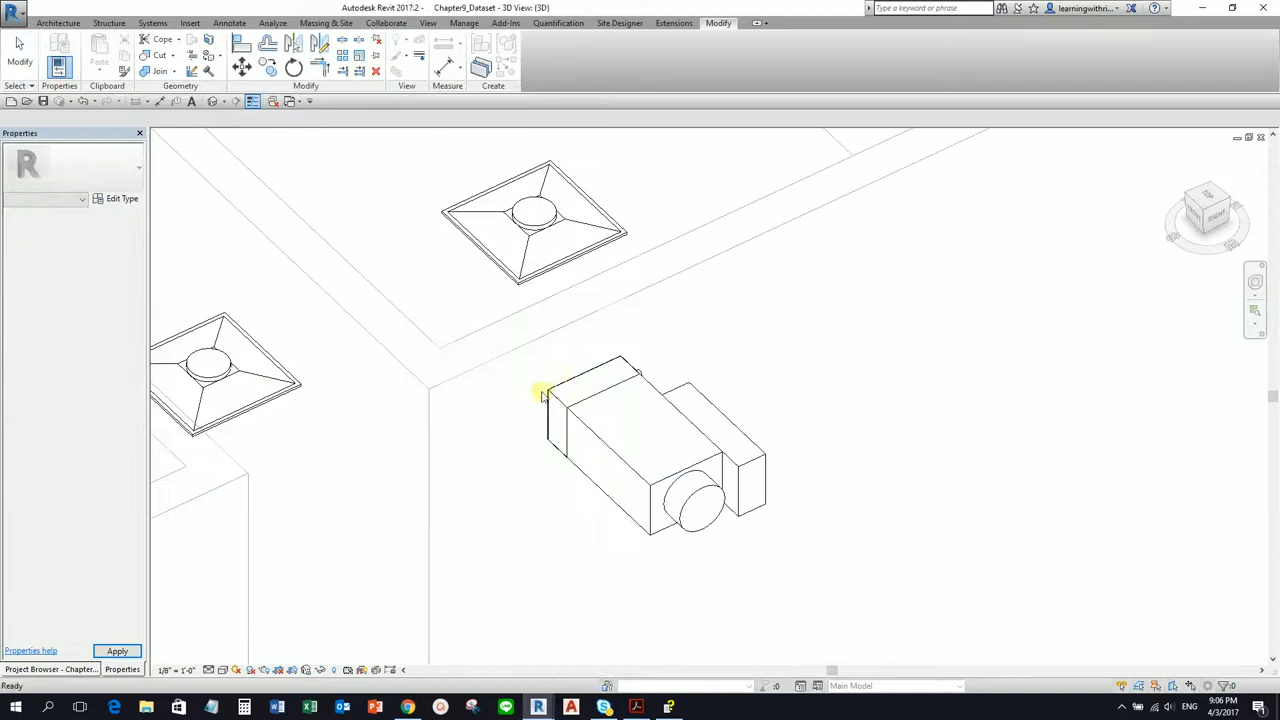 Autodesk Revit 2017.2 - Chapter9_Dataset - 3D View: {3D}
Type a keyword or phrase
learningwithri...
Architecture Structure Systems Insert Annotate Analyze Massing & Site Collaborate View Manage Add-Ins Quantification Site Designer Extensions Modify
Cope
Cut
Join
Modify
Paste
Select Properties Clipboard Geometry Modify View Measure Create
Properties
Edit Type
TOP
RIGHT
Properties help
Apply
Project Browser - Chapter...
Properties
1/8" = 1'-0"
Ready
:0
Main Model
:0
ENG
9:06 PM
4/3/2017